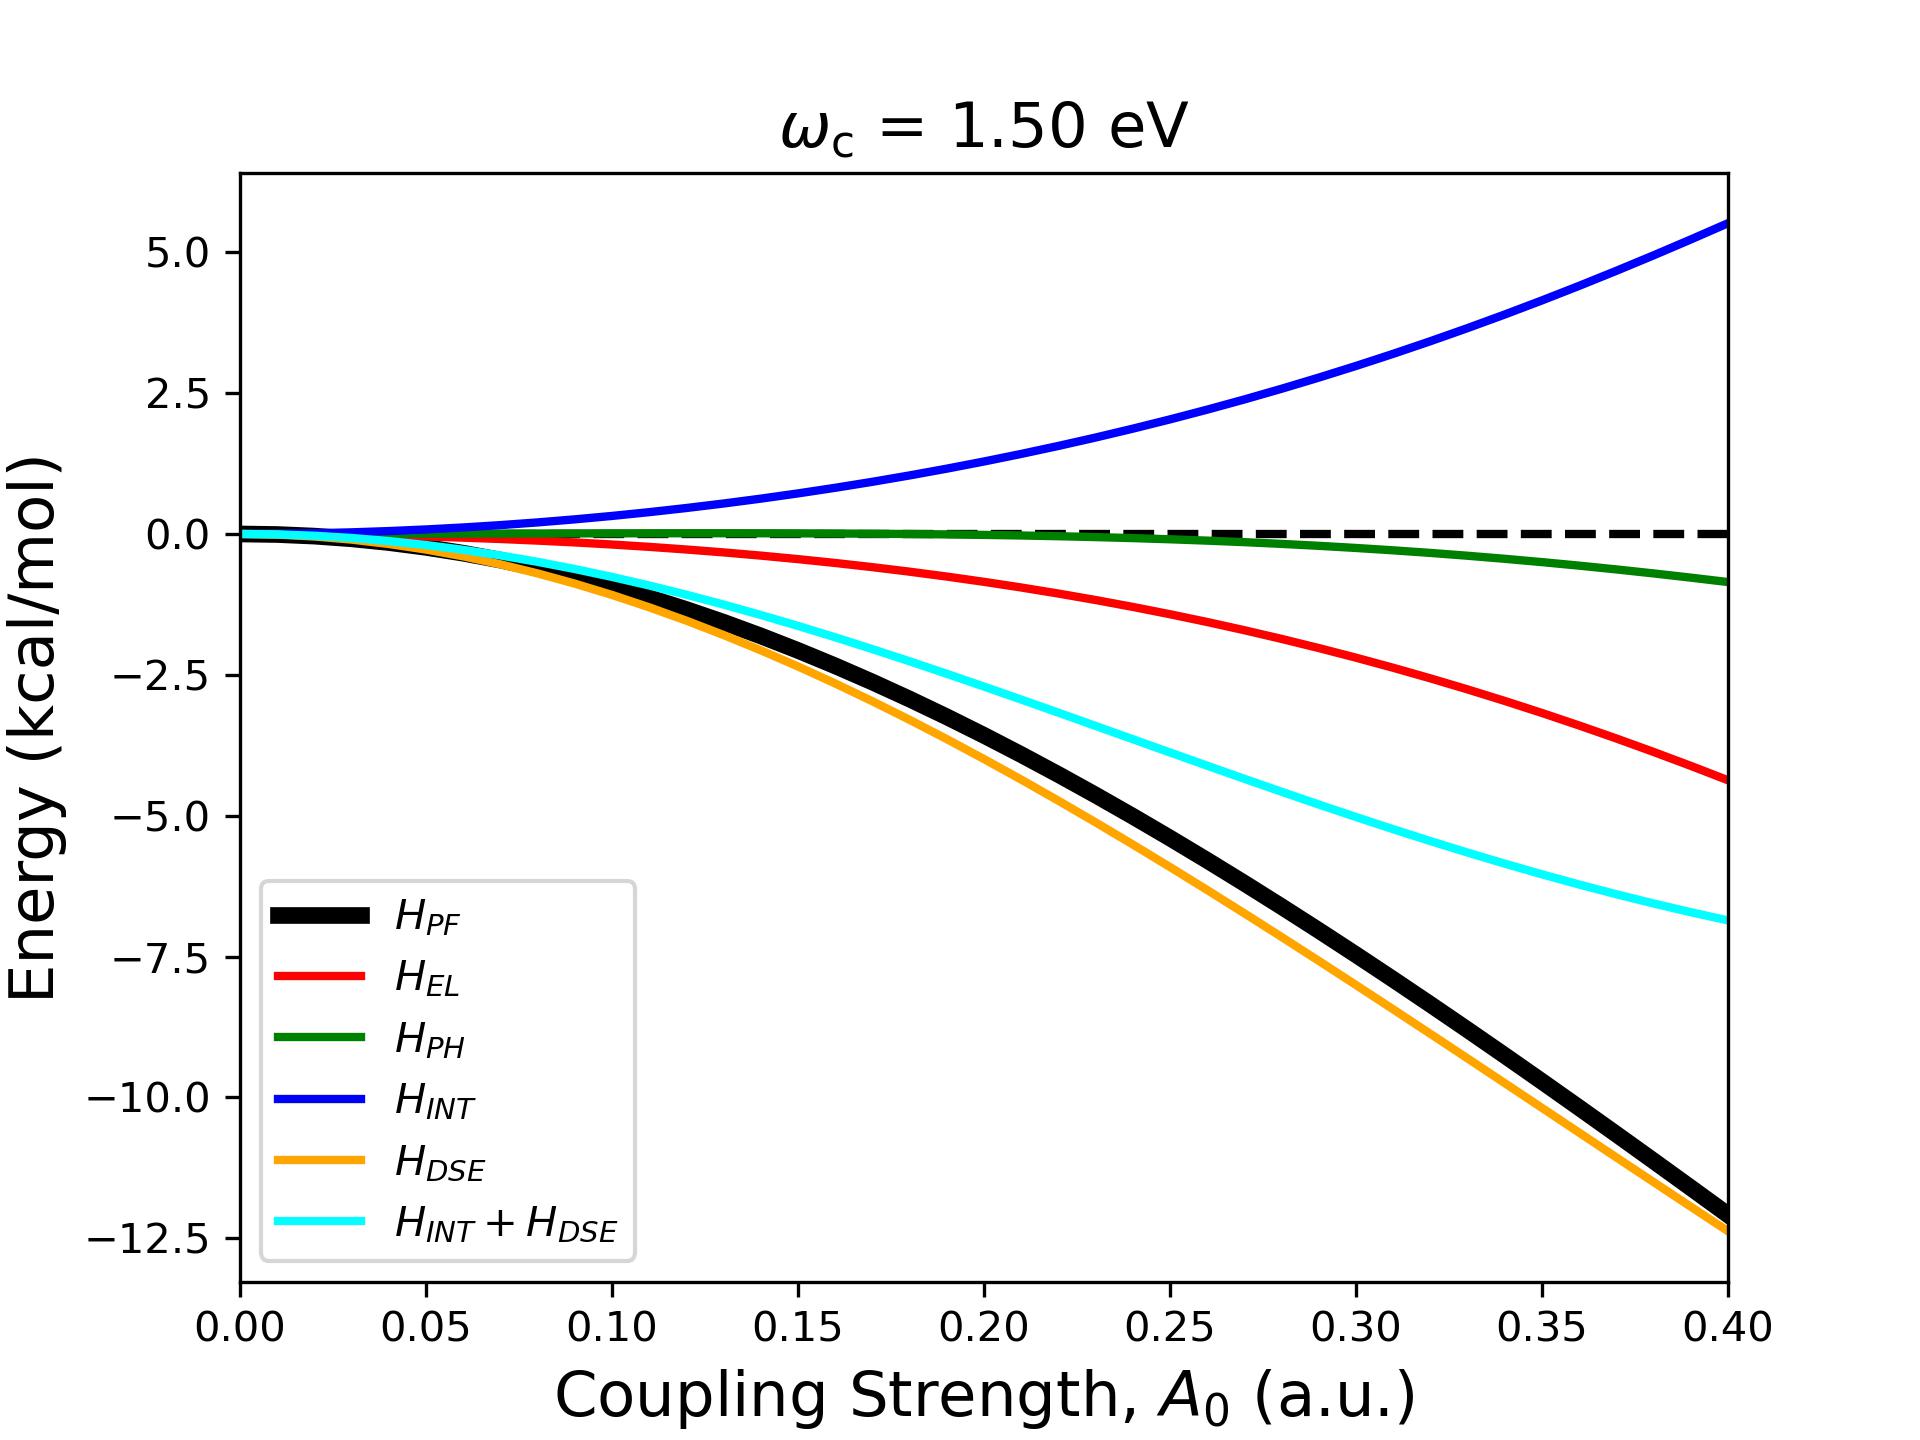 ω_c = 1.50 eV
Energy (kcal/mol)
5.0
2.5
0.0
−2.5
−5.0
−7.5
−10.0
−12.5
H_PF
H_EL
H_PH
H_INT
H_DSE
H_INT + H_DSE
0.00 0.05 0.10 0.15 0.20 0.25 0.30 0.35 0.40
Coupling Strength, A_0 (a.u.)